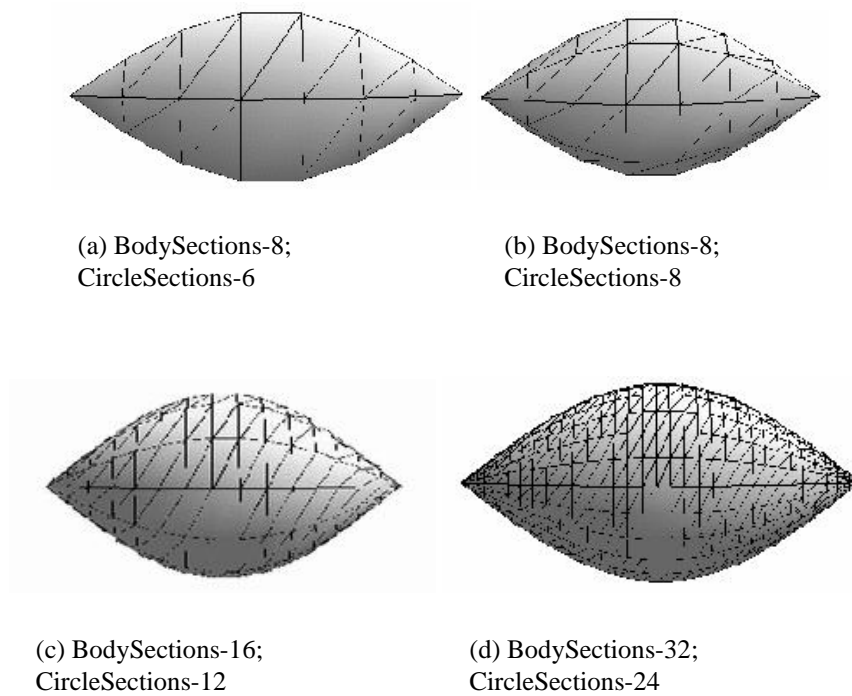 (a) BodySections-8;
CircleSections-6
(b) BodySections-8;
CircleSections-8
(c) BodySections-16;
CircleSections-12
(d) BodySections-32;
CircleSections-24